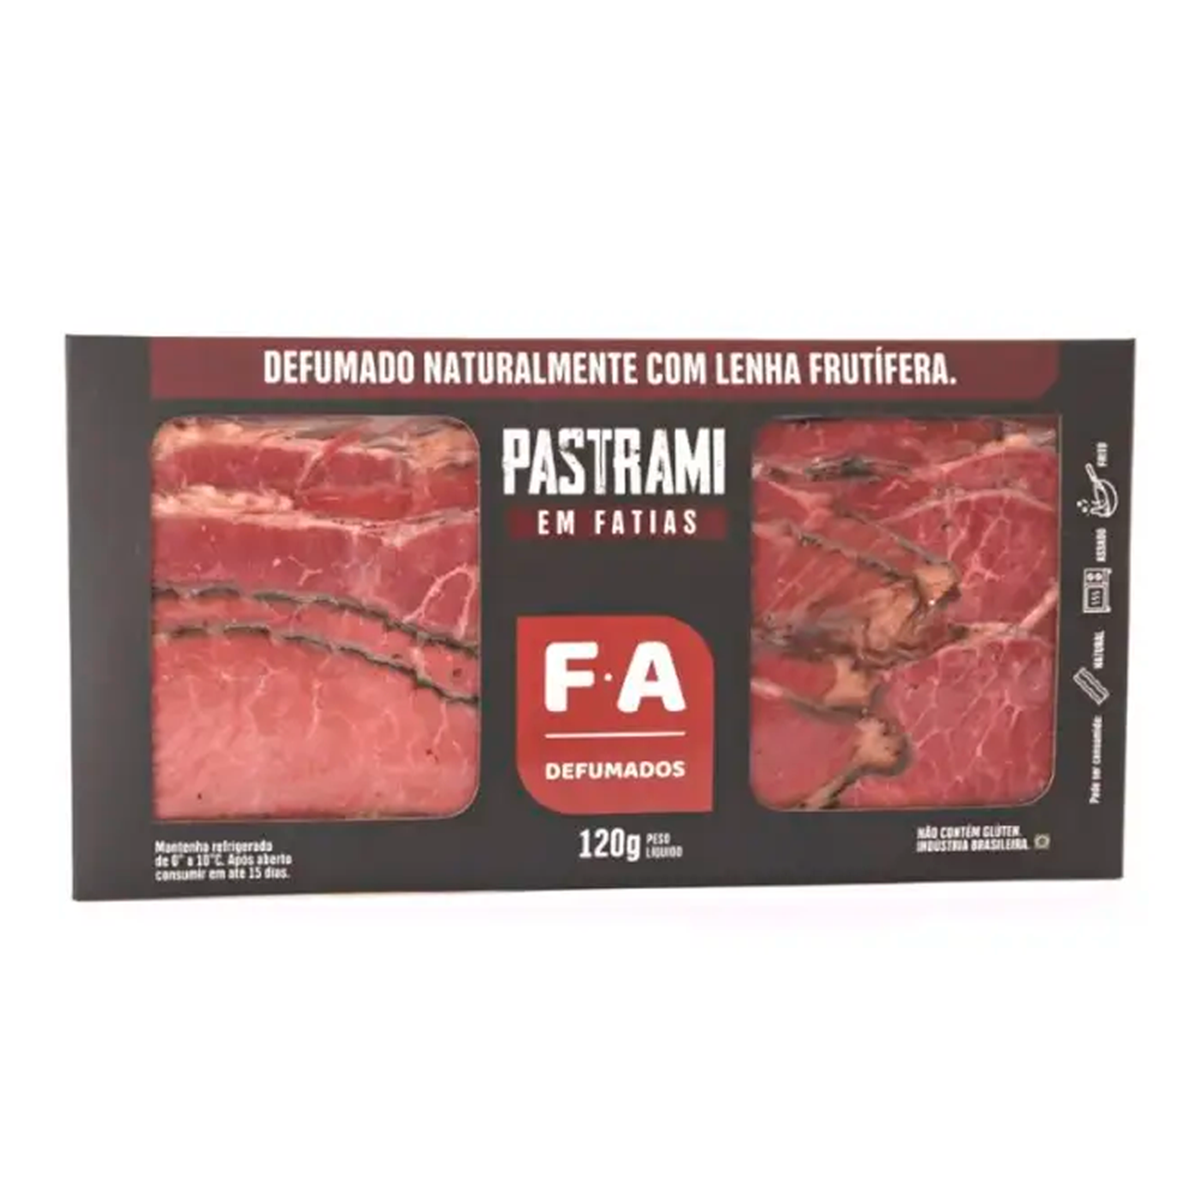 DEFUMADO NATURALMENTE COM LENHA FRUTÍFERA.
PASTRAMI
EM FATIAS
F·A
DEFUMADOS
120g PESO
LÍQUIDO
Mantenha refrigerado
de 0° a 10°C. Após aberto
consumir em até 15 dias.
NÃO CONTÉM GLÚTEN.
INDÚSTRIA BRASILEIRA.
Pode ser consumido: NATURAL ASSADO FRITO